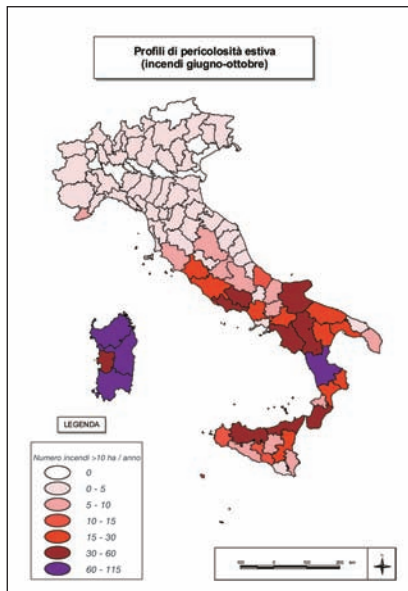 Profili di pericolosità estiva
(incendi giugno-ottobre)
LEGENDA
Numero incendi >10 ha / anno
0
0 - 5
5 - 10
10 - 15
15 - 30
30 - 60
60 - 115